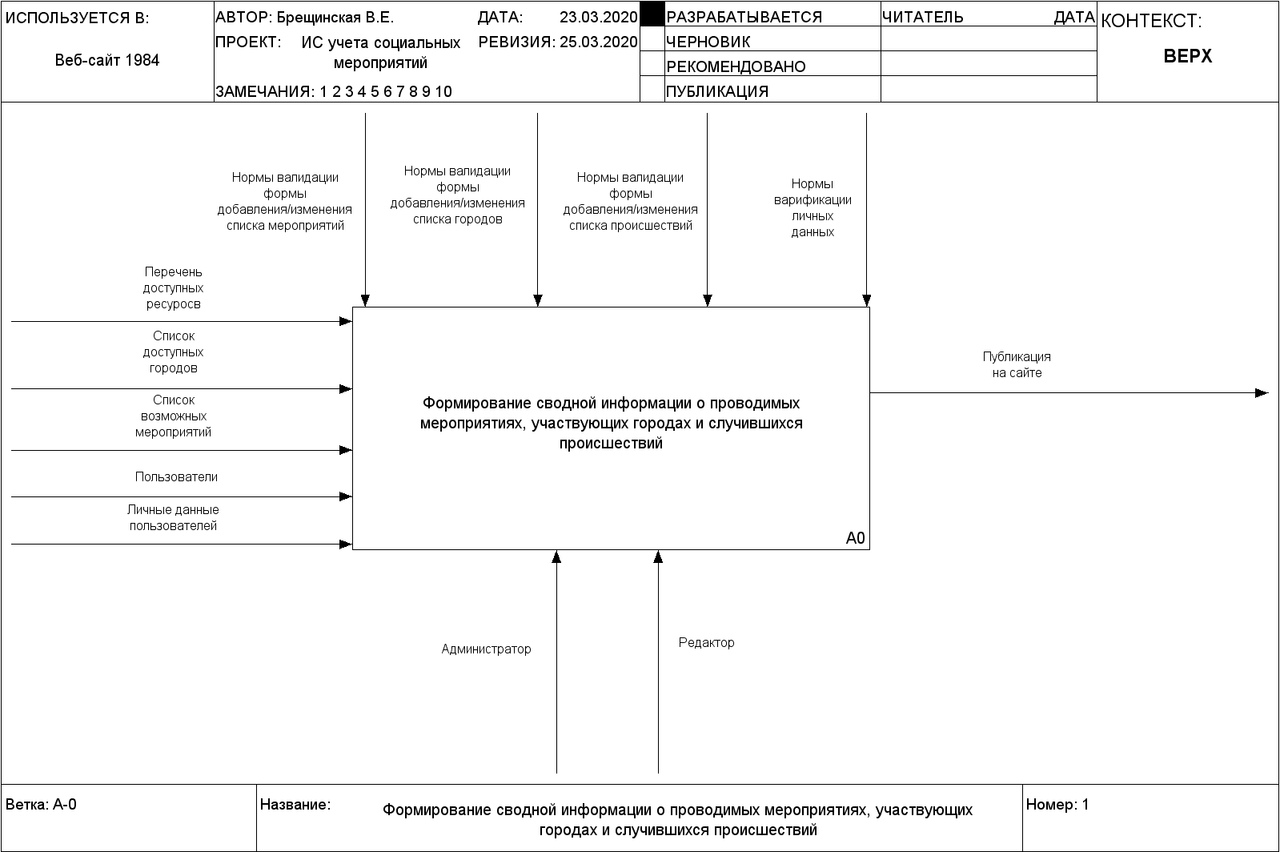 ИСПОЛЬЗУЕТСЯ В:
Веб-сайт 1984
АВТОР: Брещинская В.Е.
ДАТА: 23.03.2020
ПРОЕКТ: ИС учета социальных
мероприятий
РЕВИЗИЯ: 25.03.2020
ЗАМЕЧАНИЯ: 1 2 3 4 5 6 7 8 9 10
РАЗРАБАТЫВАЕТСЯ
ЧЕРНОВИК
РЕКОМЕНДОВАНО
ПУБЛИКАЦИЯ
ЧИТАТЕЛЬ ДАТА
КОНТЕКСТ:
ВЕРХ
Нормы валидации
формы
добавления/изменения
списка мероприятий
Нормы валидации
формы
добавления/изменения
списка городов
Нормы валидации
формы
добавления/изменения
списка происшествий
Нормы
варификации
личных
данных
Перечень
доступных
ресуросв
Список
доступных
городов
Список
возможных
мероприятий
Пользователи
Личные данные
пользователей
Формирование сводной информации о проводимых
мероприятиях, участвующих городах и случившихся
происшествий
A0
Публикация
на сайте
Администратор
Редактор
Ветка: A-0
Название:
Формирование сводной информации о проводимых мероприятиях, участвующих
городах и случившихся происшествий
Номер: 1